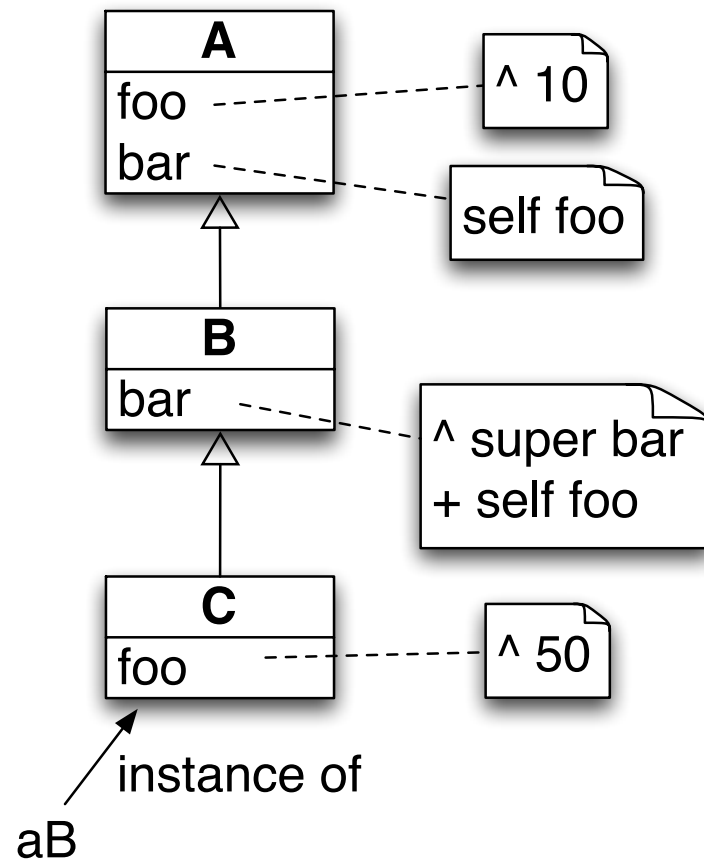 A
foo
^ 10
bar
self foo
B
bar
^ super bar
+ self foo
C
foo
^ 50
instance of
aB